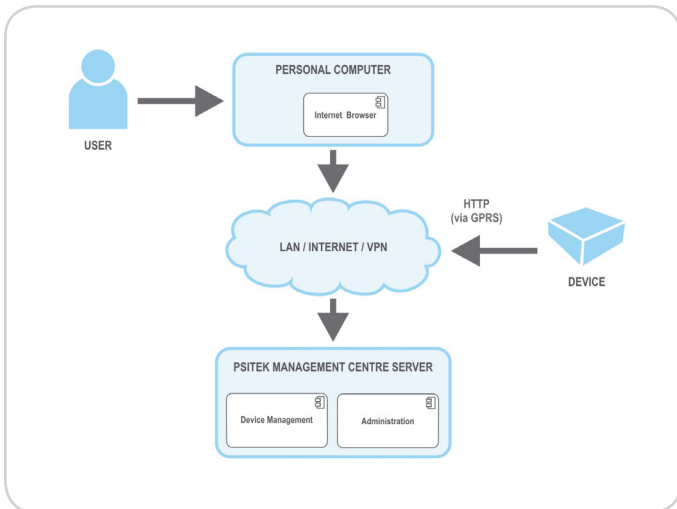 PERSONAL COMPUTER
Internet Browser
USER
HTTP
(via GPRS)
LAN / INTERNET / VPN
DEVICE
PSITEK MANAGEMENT CENTRE SERVER
Device Management
Administration